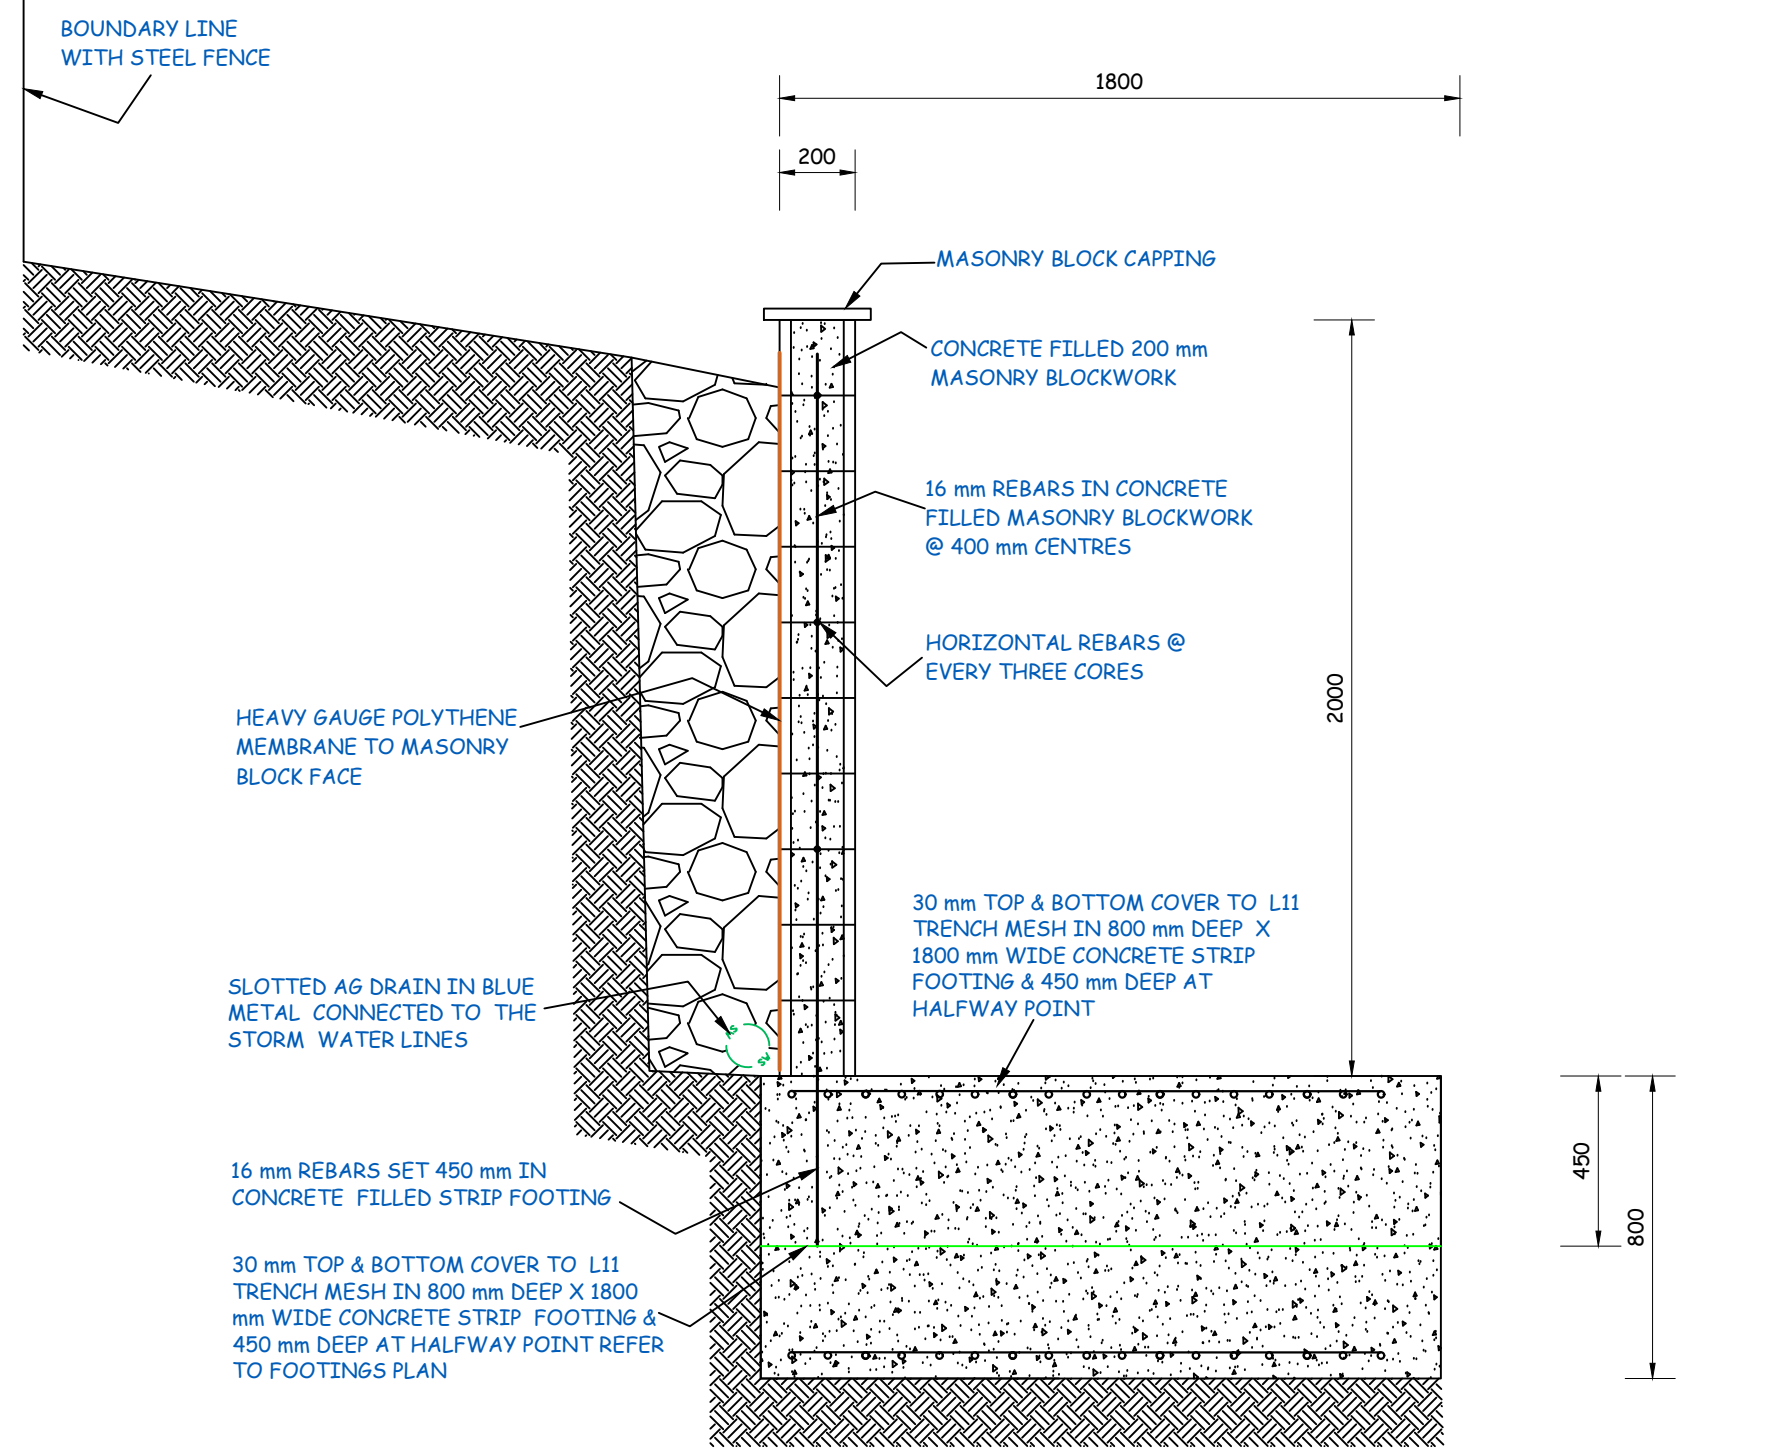 BOUNDARY LINE
WITH STEEL FENCE
1800
200
MASONRY BLOCK CAPPING
CONCRETE FILLED 200 mm
MASONRY BLOCKWORK
16 mm REBARS IN CONCRETE
FILLED MASONRY BLOCKWORK
@ 400 mm CENTRES
HORIZONTAL REBARS @
EVERY THREE CORES
2000
HEAVY GAUGE POLYTHENE
MEMBRANE TO MASONRY
BLOCK FACE
30 mm TOP & BOTTOM COVER TO L11
TRENCH MESH IN 800 mm DEEP X
1800 mm WIDE CONCRETE STRIP
FOOTING & 450 mm DEEP AT
HALFWAY POINT
SLOTTED AG DRAIN IN BLUE
METAL CONNECTED TO THE
STORM WATER LINES
SW
SW
450
800
16 mm REBARS SET 450 mm IN
CONCRETE FILLED STRIP FOOTING
30 mm TOP & BOTTOM COVER TO L11
TRENCH MESH IN 800 mm DEEP X 1800
mm WIDE CONCRETE STRIP FOOTING &
450 mm DEEP AT HALFWAY POINT REFER
TO FOOTINGS PLAN